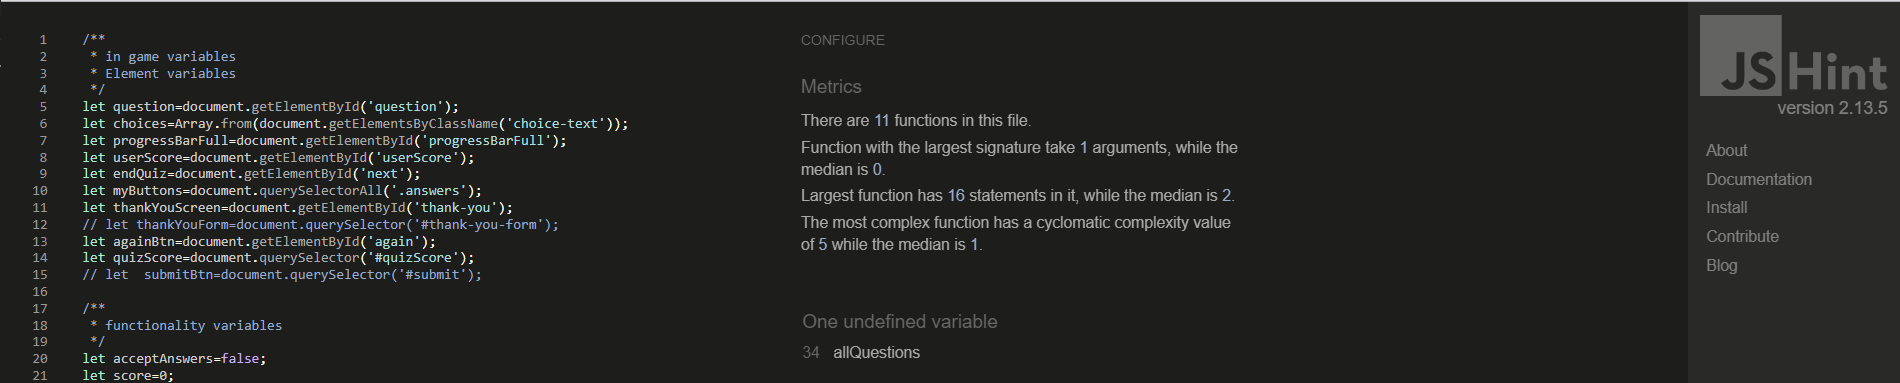 1 /**
2 * in game variables
3 * Element variables
4 */
5 let question=document.getElementById('question');
6 let choices=Array.from(document.getElementsByClassName('choice-text'));
7 let progressBarFull=document.getElementById('progressBarFull');
8 let userScore=document.getElementById('userScore');
9 let endQuiz=document.getElementById('next');
10 let myButtons=document.querySelectorAll('.answers');
11 let thankYouScreen=document.getElementById('thank-you');
12 // let thankYouForm=document.querySelector('#thank-you-form');
13 let againBtn=document.getElementById('again');
14 let quizScore=document.querySelector('#quizScore');
15 // let  submitBtn=document.querySelector('#submit');
16
17 /**
18 * functionality variables
19 */
20 let acceptAnswers=false;
21 let score=0;
CONFIGURE
Metrics
There are 11 functions in this file.
Function with the largest signature take 1 arguments, while the
median is 0.
Largest function has 16 statements in it, while the median is 2.
The most complex function has a cyclomatic complexity value
of 5 while the median is 1.
One undefined variable
34 allQuestions
JSHint
version 2.13.5
About
Documentation
Install
Contribute
Blog